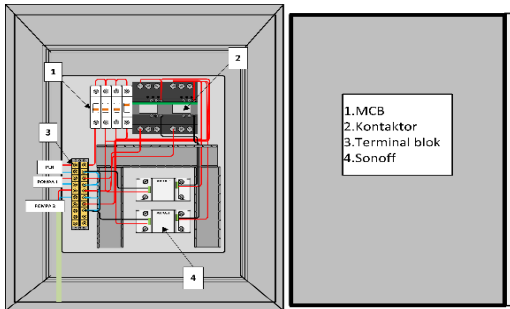 1
2
3
PLN
POMPA 1
POMPA 2
4
1.MCB
2.Kontaktor
3.Terminal blok
4.Sonoff